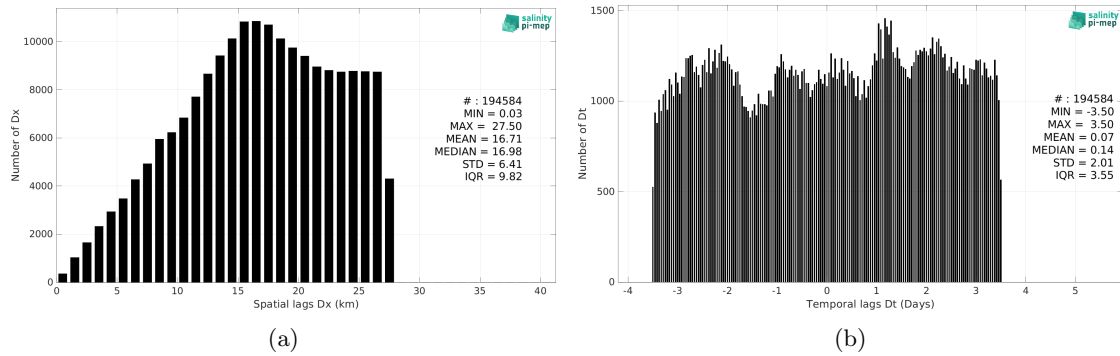 salinity
pi-mep
10000
8000
6000
4000
2000
0
Number of Dx
# : 194584
MIN = 0.03
MAX = 27.50
MEAN = 16.71
MEDIAN = 16.98
STD = 6.41
IQR = 9.82
0 5 10 15 20 25 30 35 40
Spatial lags Dx (km)
(a)
salinity
pi-mep
1500
1000
500
0
Number of Dt
# : 194584
MIN = -3.50
MAX = 3.50
MEAN = 0.07
MEDIAN = 0.14
STD = 2.01
IQR = 3.55
-4 -3 -2 -1 0 1 2 3 4 5
Temporal lags Dt (Days)
(b)